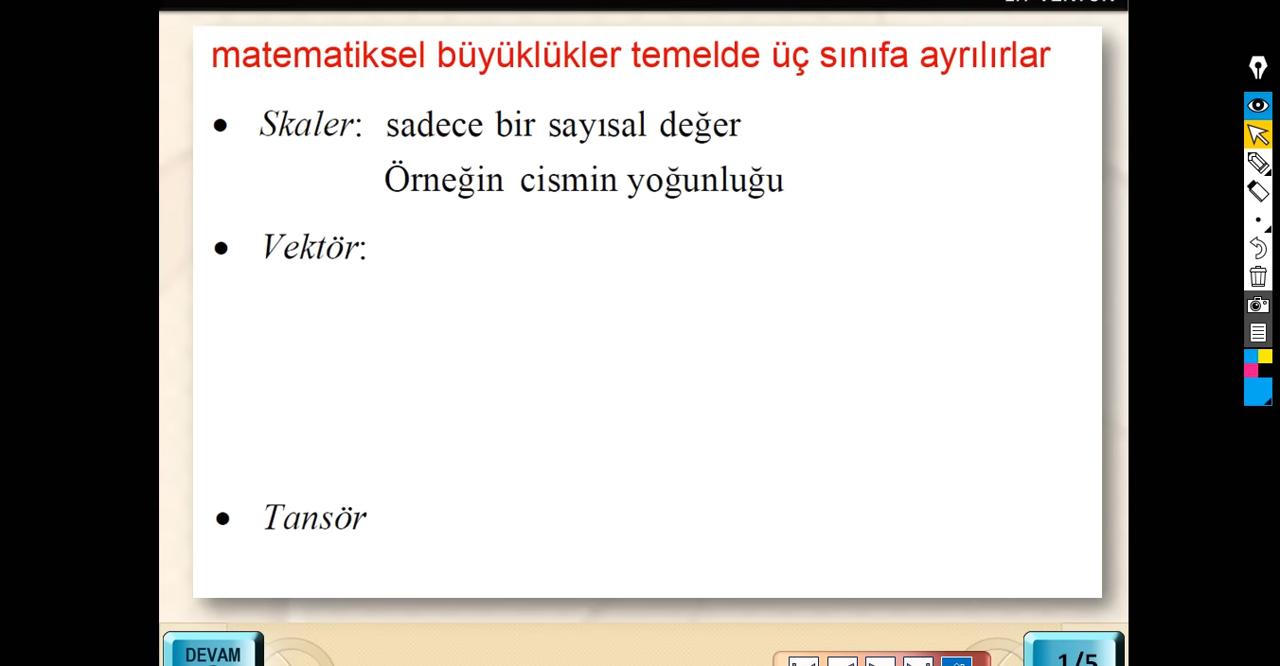 matematiksel büyüklükler temelde üç sınıfa ayrılırlar
• Skaler: sadece bir sayısal değer
Örneğin cismin yoğunluğu
• Vektör:
• Tansör
DEVAM
1/5